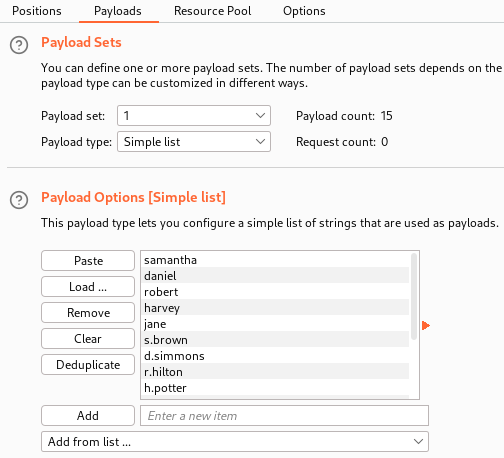 Positions Payloads Resource Pool Options
? Payload Sets
You can define one or more payload sets. The number of payload sets depends on the
payload type can be customized in different ways.
Payload set: 1 Payload count: 15
Payload type: Simple list Request count: 0
? Payload Options [Simple list]
This payload type lets you configure a simple list of strings that are used as payloads.
Paste
Load ...
Remove
Clear
Deduplicate
samantha
daniel
robert
harvey
jane
s.brown
d.simmons
r.hilton
h.potter
Add Enter a new item
Add from list ...